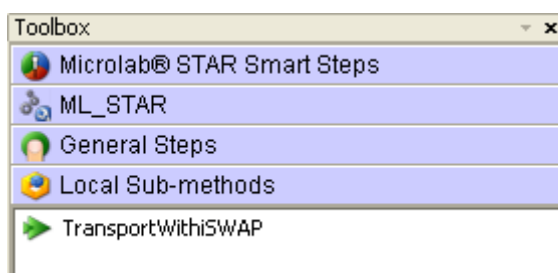 Toolbox
Microlab® STAR Smart Steps
ML_STAR
General Steps
Local Sub-methods
TransportWithiSWAP